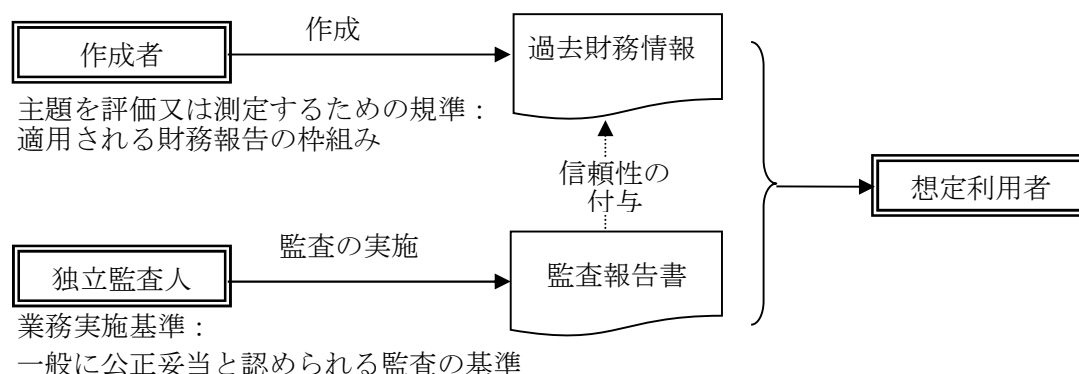 作成者
作成
過去財務情報
主題を評価又は測定するための規準：
適用される財務報告の枠組み
信頼性の
付与
想定利用者
独立監査人
監査の実施
監査報告書
業務実施基準：
一般に公正妥当と認められる監査の基準